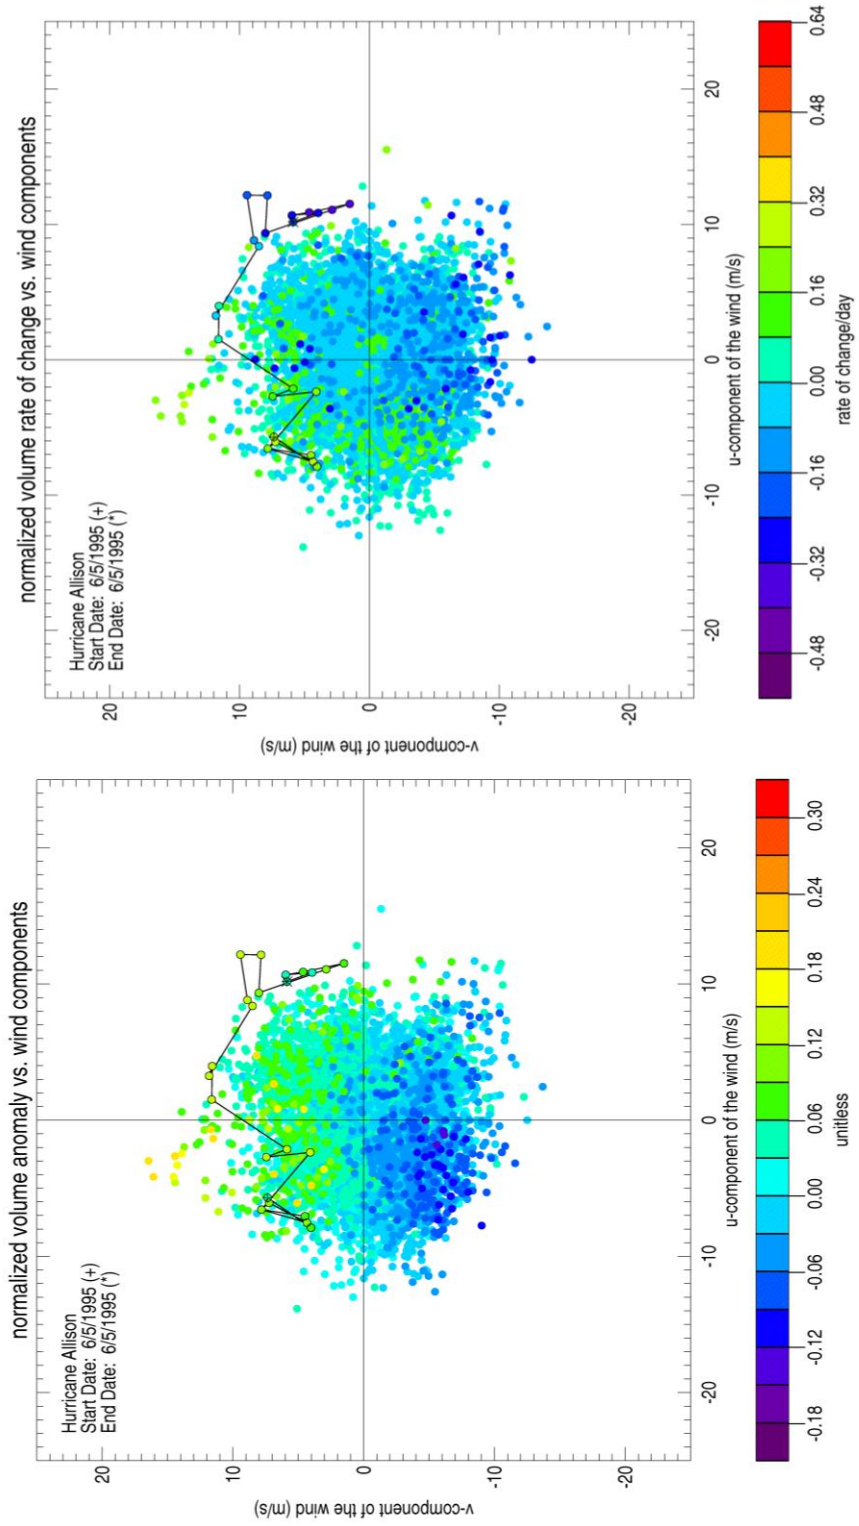 normalized volume anomaly vs. wind components
Hurricane Allison
Start Date: 6/5/1995 (+)
End Date: 6/5/1995 (*)
20
10
0
-10
-20
v-component of the wind (m/s)
-20 -10 0 10 20
u-component of the wind (m/s)
-0.18 -0.12 -0.06 0.00 0.06 0.12 0.18 0.24 0.30
unitless
normalized volume rate of change vs. wind components
Hurricane Allison
Start Date: 6/5/1995 (+)
End Date: 6/5/1995 (*)
20
10
0
-10
-20
v-component of the wind (m/s)
-20 -10 0 10 20
u-component of the wind (m/s)
-0.48 -0.32 -0.16 0.00 0.16 0.32 0.48 0.64
rate of change/day